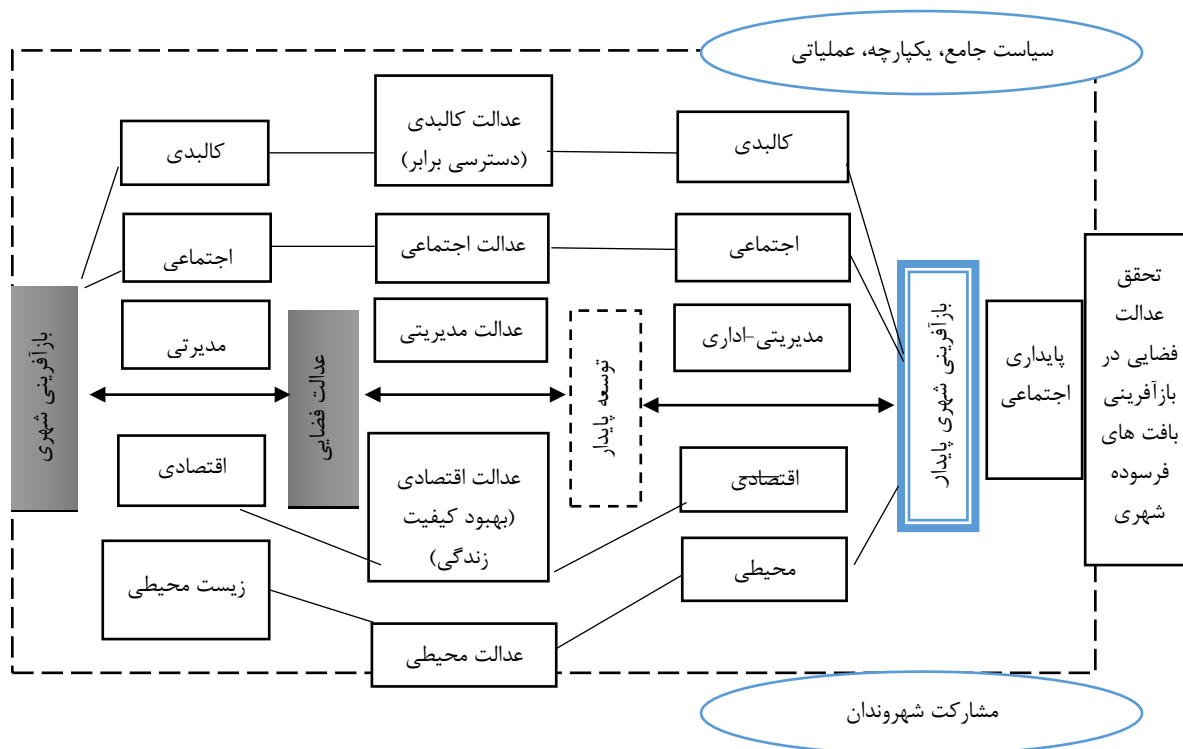 سیاست جامع، یکپارچه، عملیاتی
کالبدی
عدالت کالبدی
(دسترسی برابر)
کالبدی
اجتماعی
عدالت اجتماعی
اجتماعی
مدیریتی-اداری
عدالت مدیریتی
مدیرتی
تحقق
عدالت
فضایی در
بازآفرینی
بافت های
فرسوده
شهری
پایداری
اجتماعی
بازآفرینی شهری پایدار
توسعه پایدار
عدالت فضایی
بازآفرینی شهری
اقتصادی
عدالت اقتصادی
(بهبود کیفیت
زندگی)
اقتصادی
محیطی
عدالت محیطی
زیست محیطی
مشارکت شهروندان